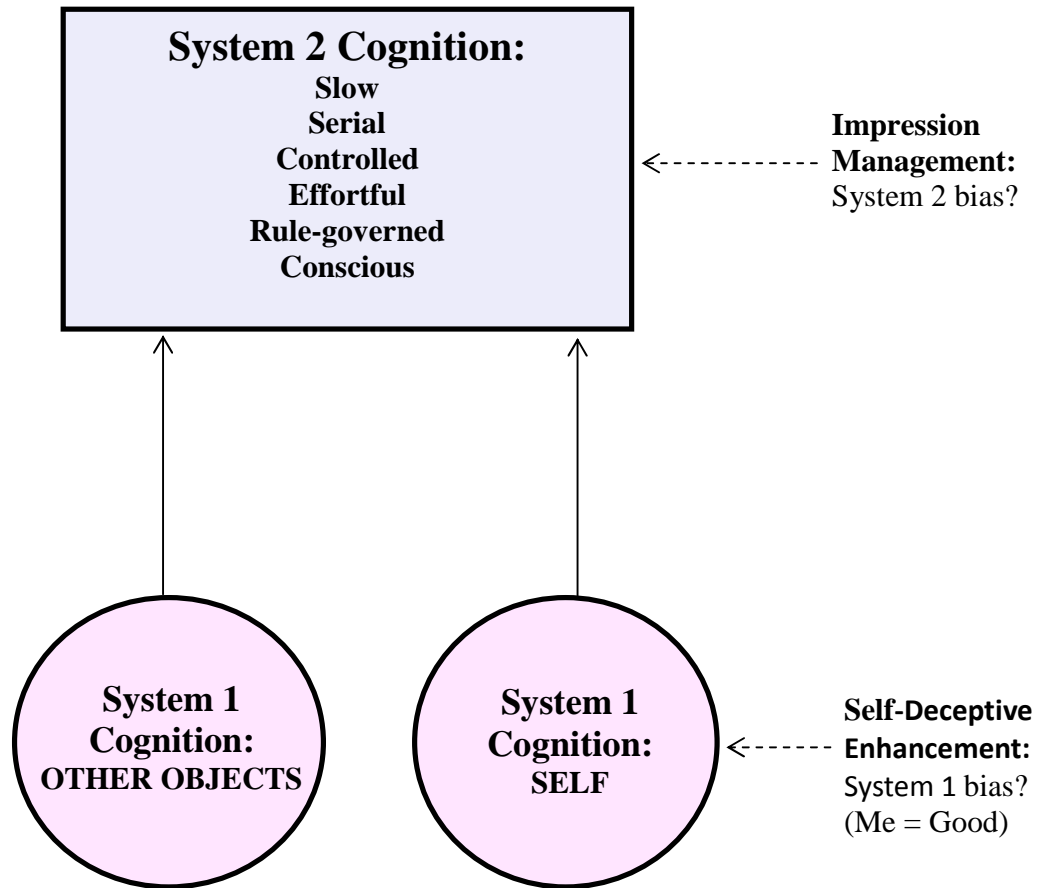 System 2 Cognition:
Slow
Serial
Controlled
Effortful
Rule-governed
Conscious
Impression
Management:
System 2 bias?
System 1
Cognition:
OTHER OBJECTS
System 1
Cognition:
SELF
Self-Deceptive
Enhancement:
System 1 bias?
(Me = Good)